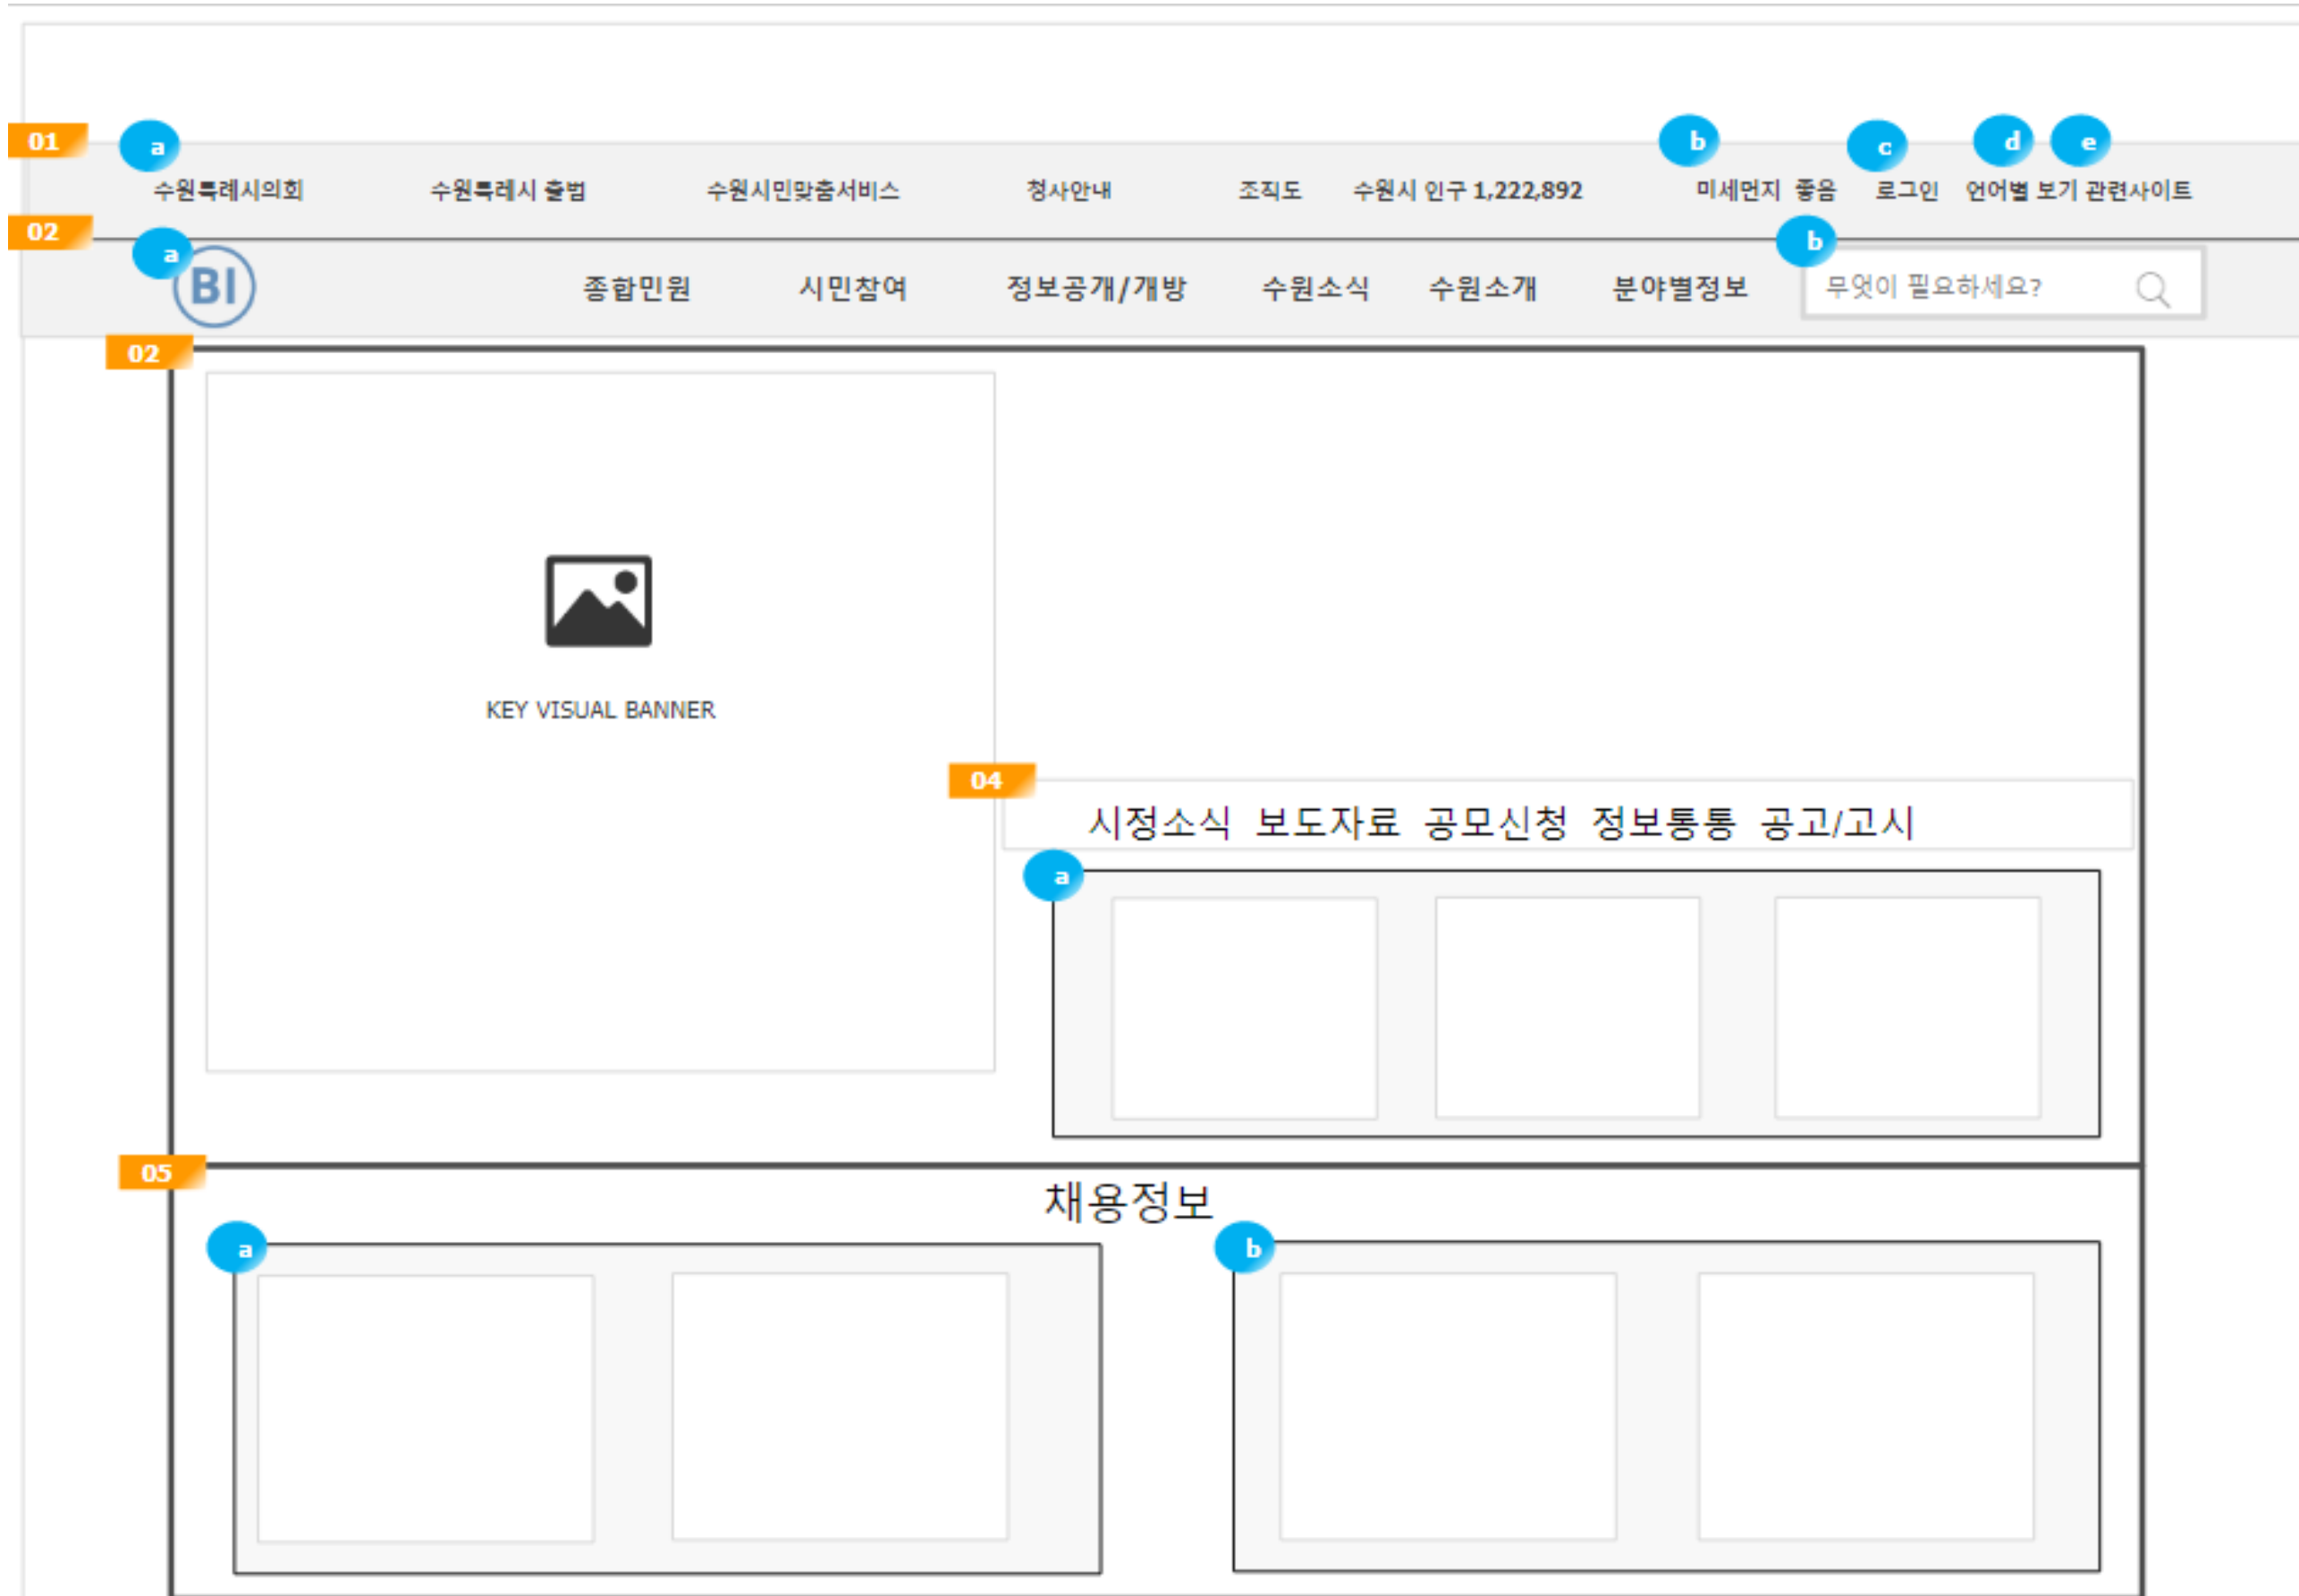 01 a b c d e
수원특례시의회 수원특레시 출범 수원시민맞춤서비스 청사안내 조직도 수원시 인구 1,222,892 미세먼지 좋음 로그인 언어별 보기 관련사이트
02 a b
BI 종합민원 시민참여 정보공개/개방 수원소식 수원소개 분야별정보 무엇이 필요하세요?
02
KEY VISUAL BANNER
04
시정소식 보도자료 공모신청 정보통통 공고/고시
a
05
채용정보
a b